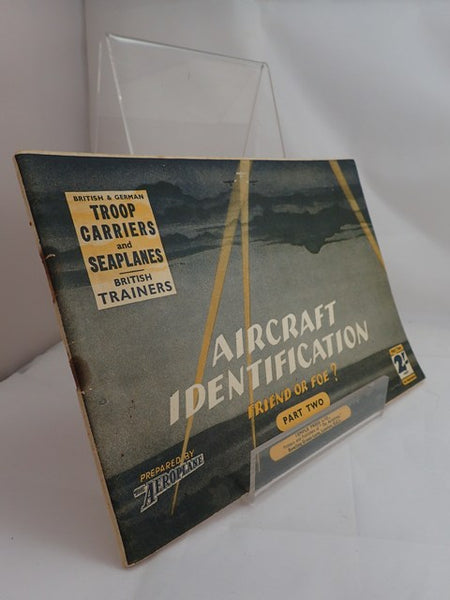 BRITISH & GERMAN
TROOP
CARRIERS
and
SEAPLANES
BRITISH
TRAINERS
AIRCRAFT
IDENTIFICATION
FRIEND OR FOE?
PART TWO
PREPARED BY
THE AEROPLANE
2/-